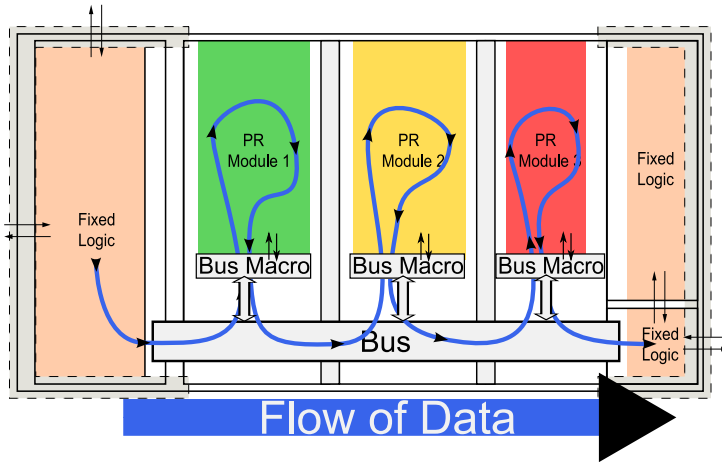 PR
Module 1
PR
Module 2
PR
Module 3
Fixed
Logic
Fixed
Logic
Bus Macro
Bus Macro
Bus Macro
Bus
Fixed
Logic
Flow of Data